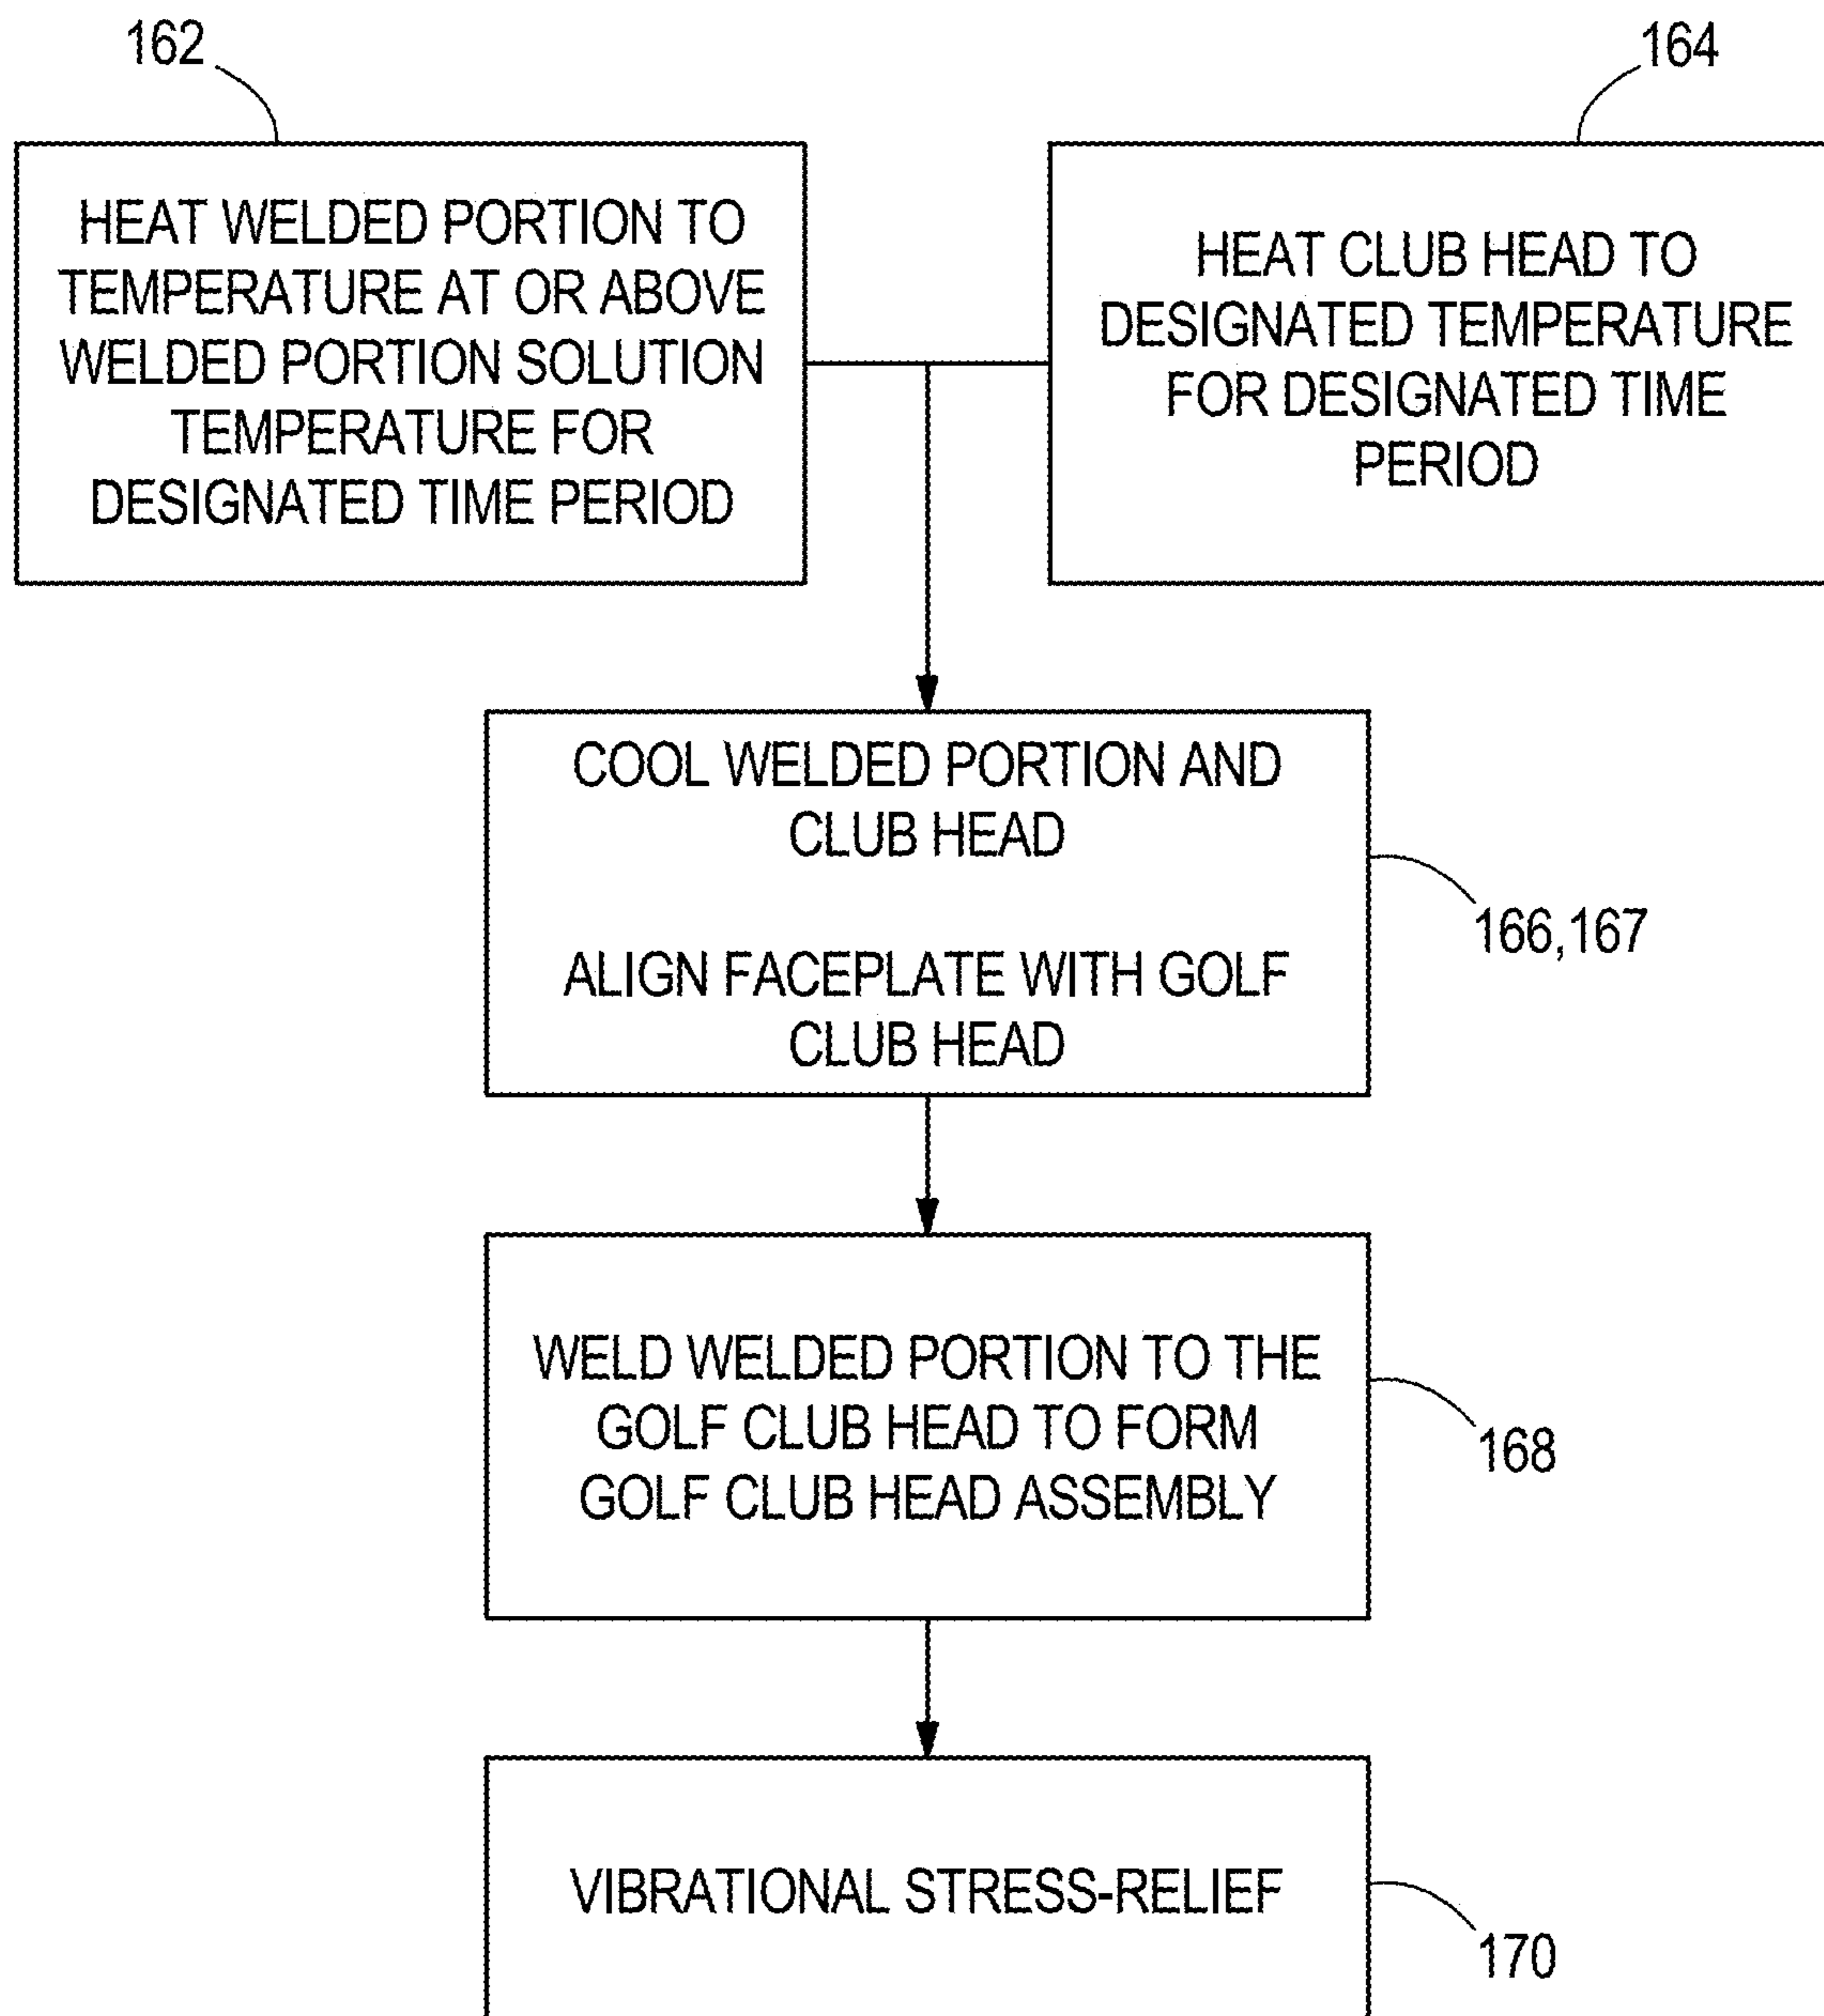 162
164
HEAT WELDED PORTION TO
TEMPERATURE AT OR ABOVE
WELDED PORTION SOLUTION
TEMPERATURE FOR
DESIGNATED TIME PERIOD
HEAT CLUB HEAD TO
DESIGNATED TEMPERATURE
FOR DESIGNATED TIME
PERIOD
COOL WELDED PORTION AND
CLUB HEAD
ALIGN FACEPLATE WITH GOLF
CLUB HEAD
166,167
WELD WELDED PORTION TO THE
GOLF CLUB HEAD TO FORM
GOLF CLUB HEAD ASSEMBLY
168
VIBRATIONAL STRESS-RELIEF
170